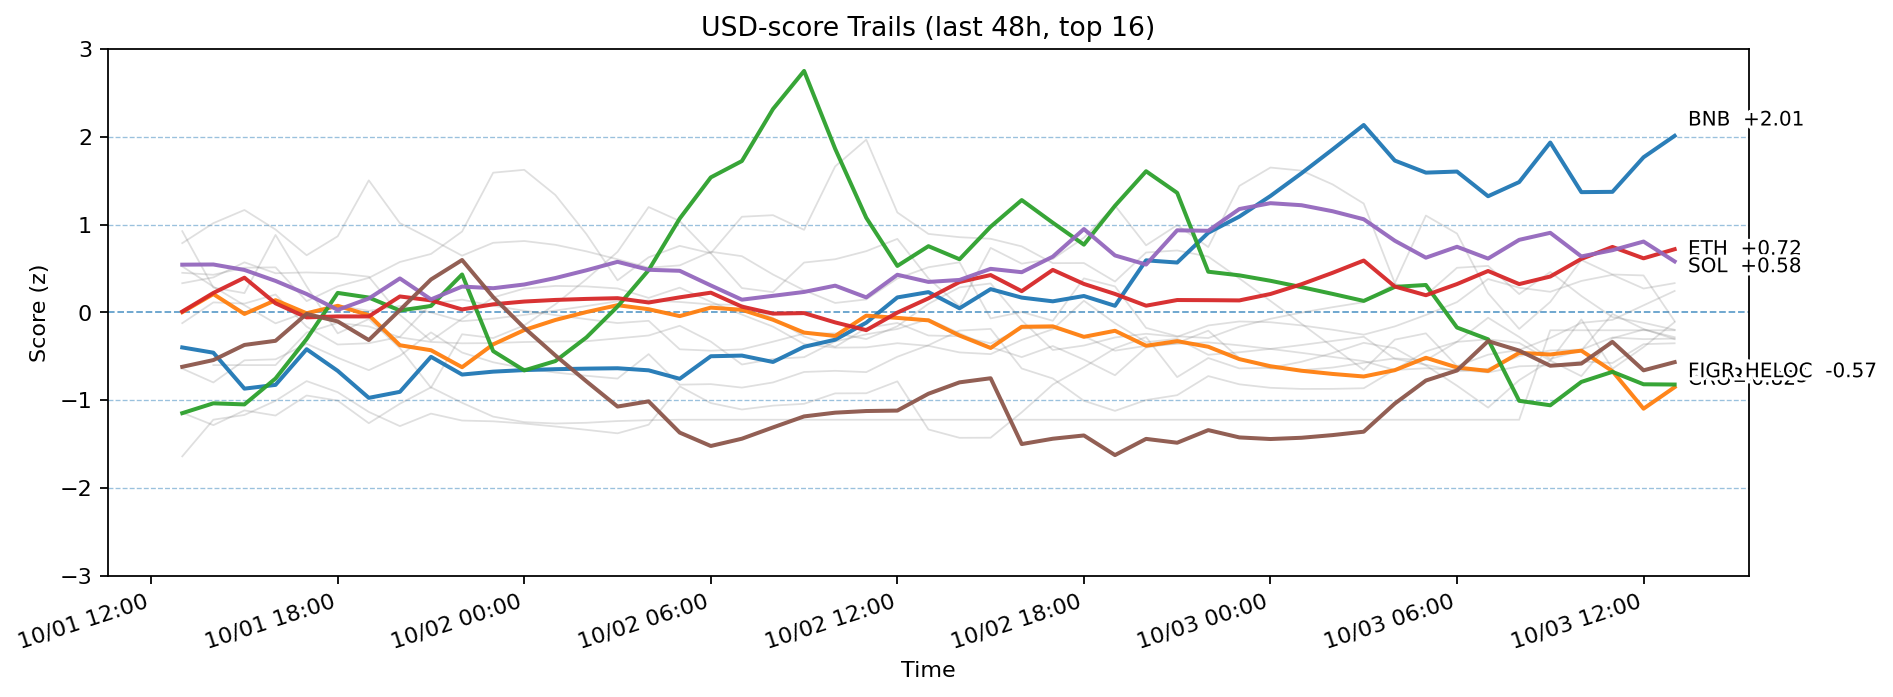 USD-score Trails (last 48h, top 16)
3
2
1
0
−1
−2
−3
Score (z)
BNB +2.01
ETH +0.72
SOL +0.58
HELOC -0.57
10/01 12:00
10/01 18:00
10/02 00:00
10/02 06:00
10/02 12:00
10/02 18:00
10/03 00:00
10/03 06:00
10/03 12:00
Time